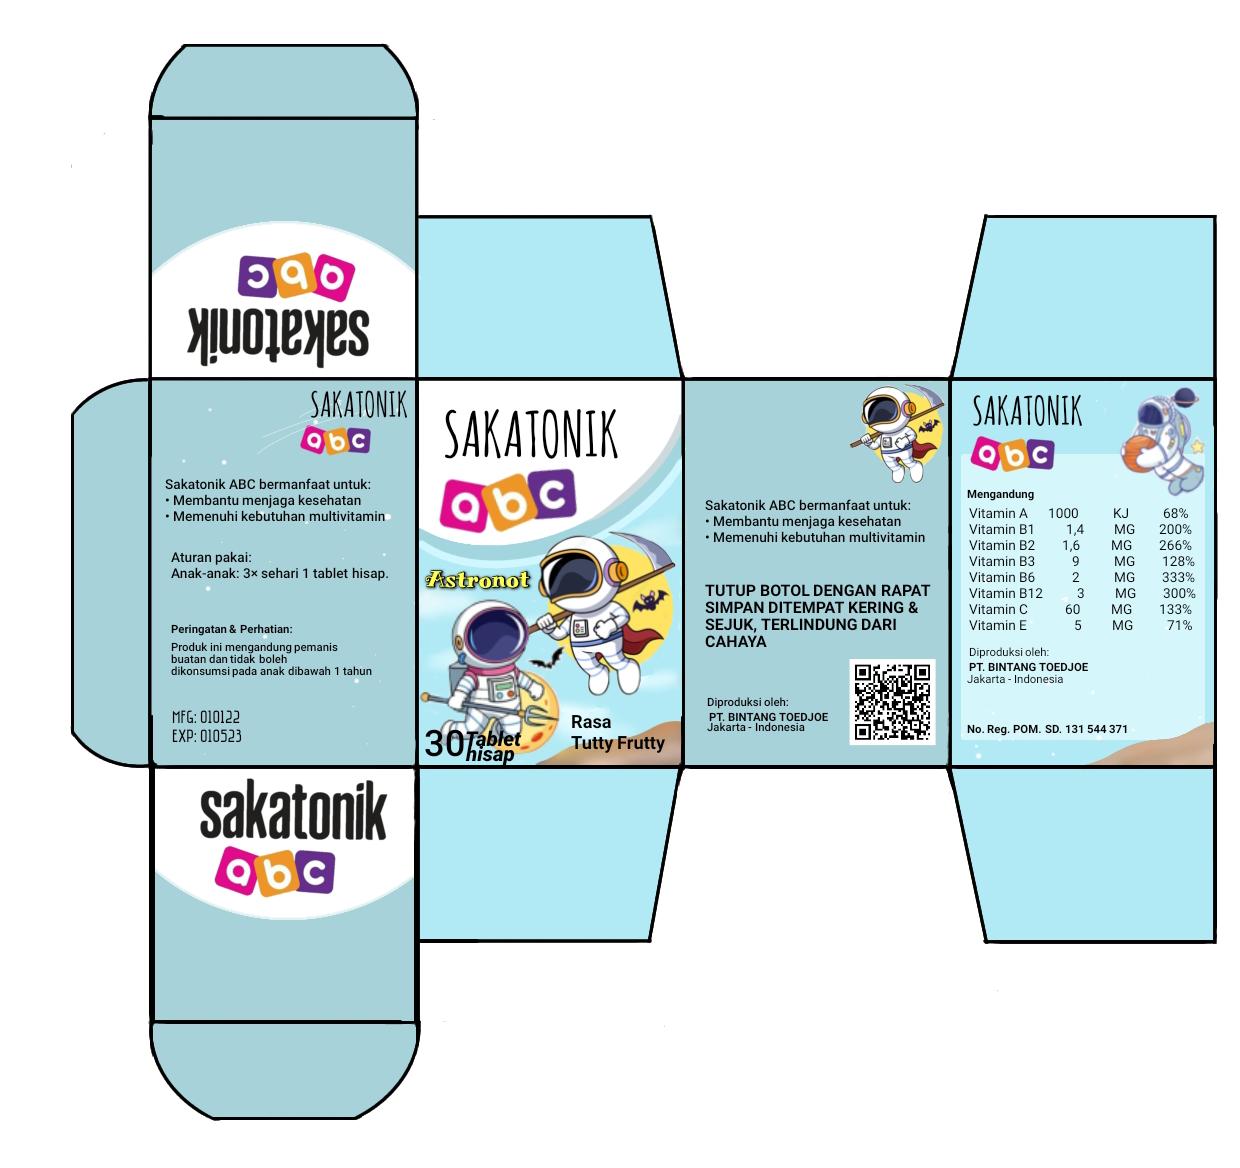 abc
sakatonik
SAKATONIK
abc
Sakatonik ABC bermanfaat untuk:
• Membantu menjaga kesehatan
• Memenuhi kebutuhan multivitamin
Aturan pakai:
Anak-anak: 3× sehari 1 tablet hisap.
Peringatan & Perhatian:
Produk ini mengandung pemanis
buatan dan tidak boleh
dikonsumsi pada anak dibawah 1 tahun
MFG: 010122
EXP: 010523
SAKATONIK
abc
Astronot
30 Tablet
hisap
Rasa
Tutty Frutty
Sakatonik ABC bermanfaat untuk:
• Membantu menjaga kesehatan
• Memenuhi kebutuhan multivitamin
TUTUP BOTOL DENGAN RAPAT
SIMPAN DITEMPAT KERING &
SEJUK, TERLINDUNG DARI
CAHAYA
Diproduksi oleh:
PT. BINTANG TOEDJOE
Jakarta - Indonesia
SAKATONIK
abc
Mengandung
Vitamin A 1000 KJ 68%
Vitamin B1 1,4 MG 200%
Vitamin B2 1,6 MG 266%
Vitamin B3 9 MG 128%
Vitamin B6 2 MG 333%
Vitamin B12 3 MG 300%
Vitamin C 60 MG 133%
Vitamin E 5 MG 71%
Diproduksi oleh:
PT. BINTANG TOEDJOE
Jakarta - Indonesia
No. Reg. POM. SD. 131 544 371
sakatonik
abc